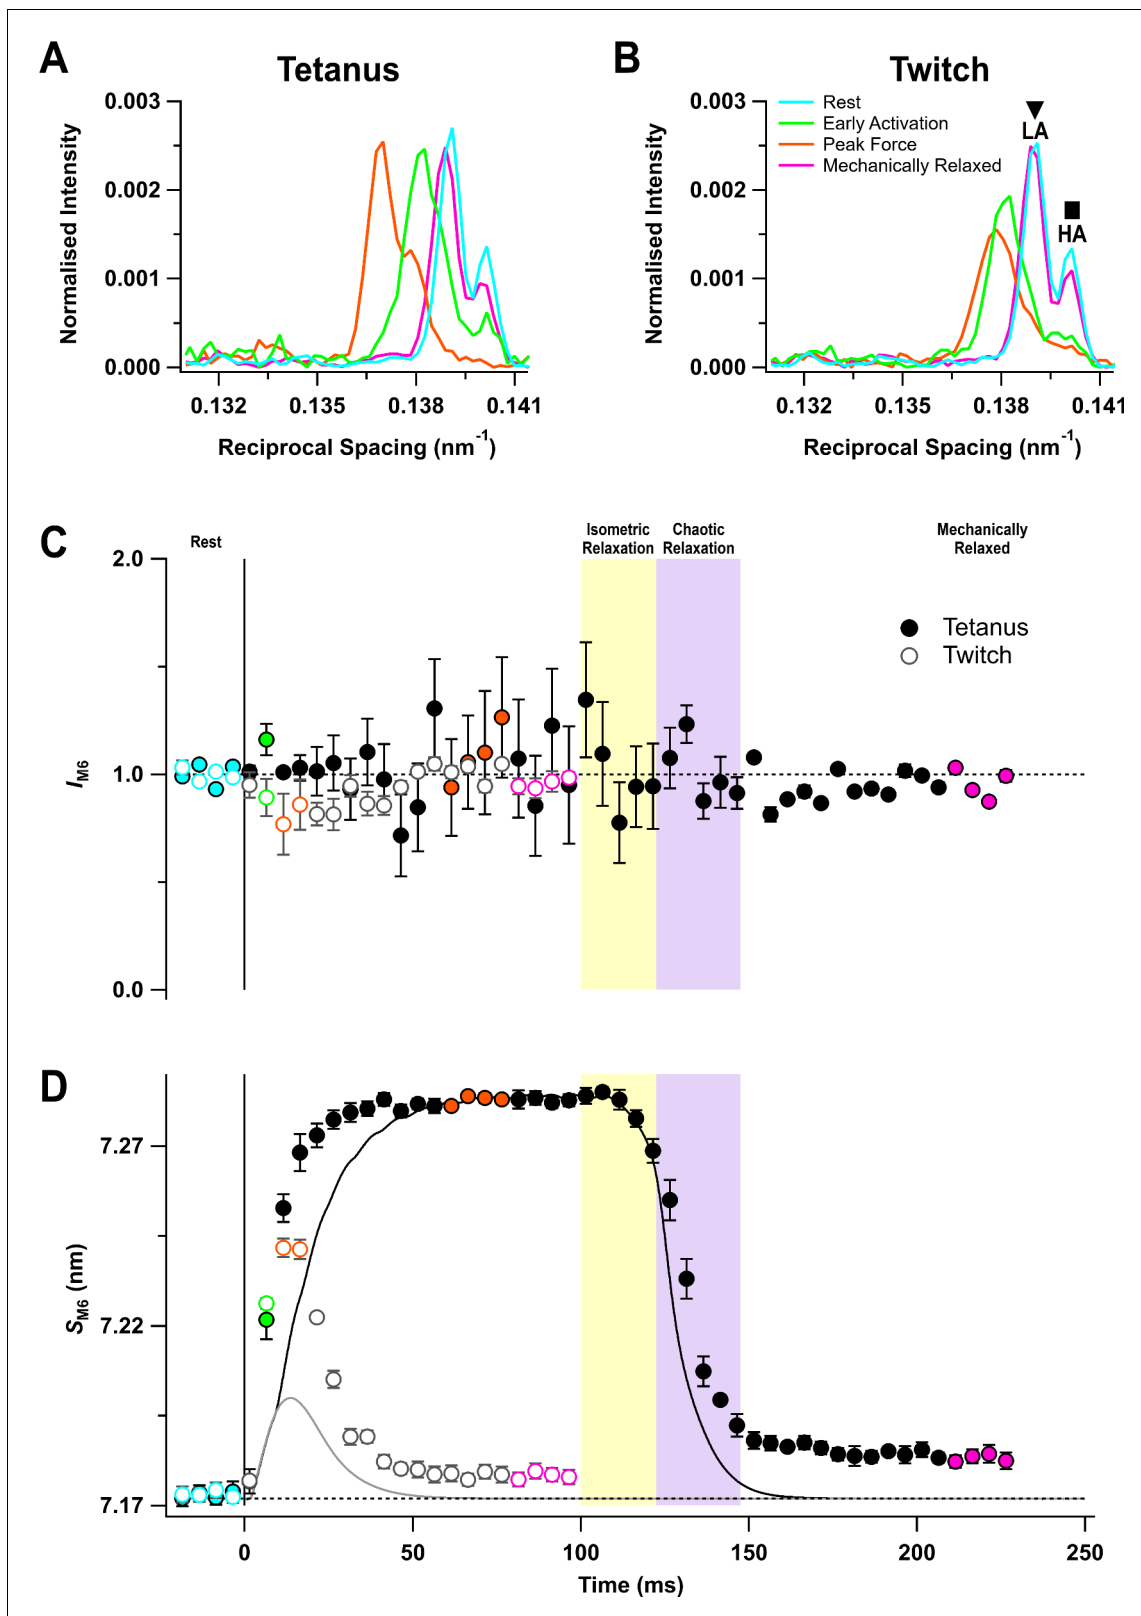 A
Tetanus
Normalised Intensity
0.003
0.002
0.001
0.000
0.132
0.135
0.138
0.141
Reciprocal Spacing (nm⁻¹)
B
Twitch
Normalised Intensity
0.003
0.002
0.001
0.000
Rest
Early Activation
Peak Force
Mechanically Relaxed
LA
HA
0.132
0.135
0.138
0.141
Reciprocal Spacing (nm⁻¹)
C
Rest
Isometric
Relaxation
Chaotic
Relaxation
Mechanically
Relaxed
2.0
1.0
0.0
I_M6
Tetanus
Twitch
D
7.27
7.22
7.17
S_M6 (nm)
0
50
100
150
200
250
Time (ms)